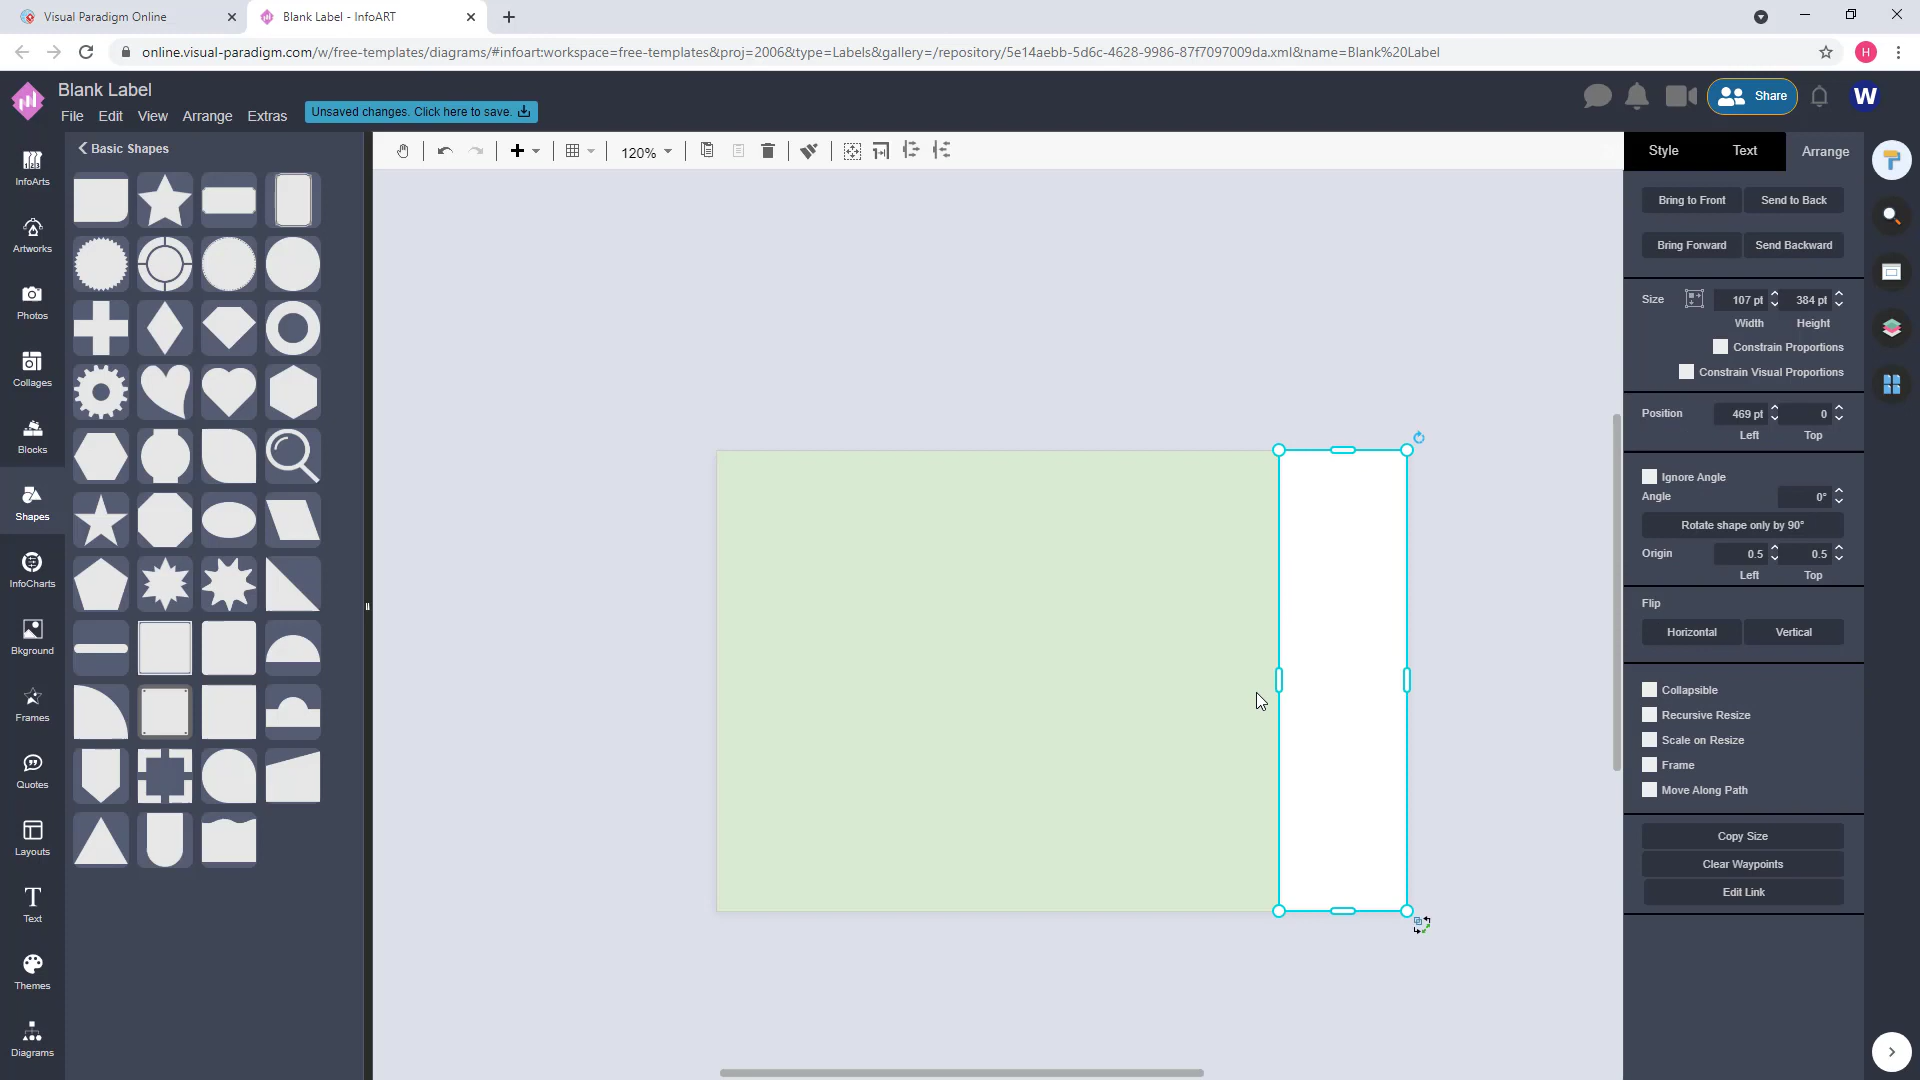 Visual Paradigm Online
Blank Label - InfoART
online.visual-paradigm.com/w/free-templates/diagrams/#infoart:workspace=free-templates&proj=2006&type=Labels&gallery=/repository/5e14aebb-5d6c-4628-9986-87f7097009da.xml&name=Blank%20Label
H
Blank Label
File Edit View Arrange Extras
Unsaved changes. Click here to save.
Share
W
InfoArts
Artworks
Photos
Collages
Blocks
Shapes
InfoCharts
Bkground
Frames
Quotes
Layouts
Text
Themes
Diagrams
Basic Shapes
120%
Style Text Arrange
Bring to Front Send to Back
Bring Forward Send Backward
Size 107 pt 384 pt
Width Height
Constrain Proportions
Constrain Visual Proportions
Position 469 pt 0
Left Top
Ignore Angle
Angle 0°
Rotate shape only by 90°
Origin 0.5 0.5
Left Top
Flip
Horizontal Vertical
Collapsible
Recursive Resize
Scale on Resize
Frame
Move Along Path
Copy Size
Clear Waypoints
Edit Link